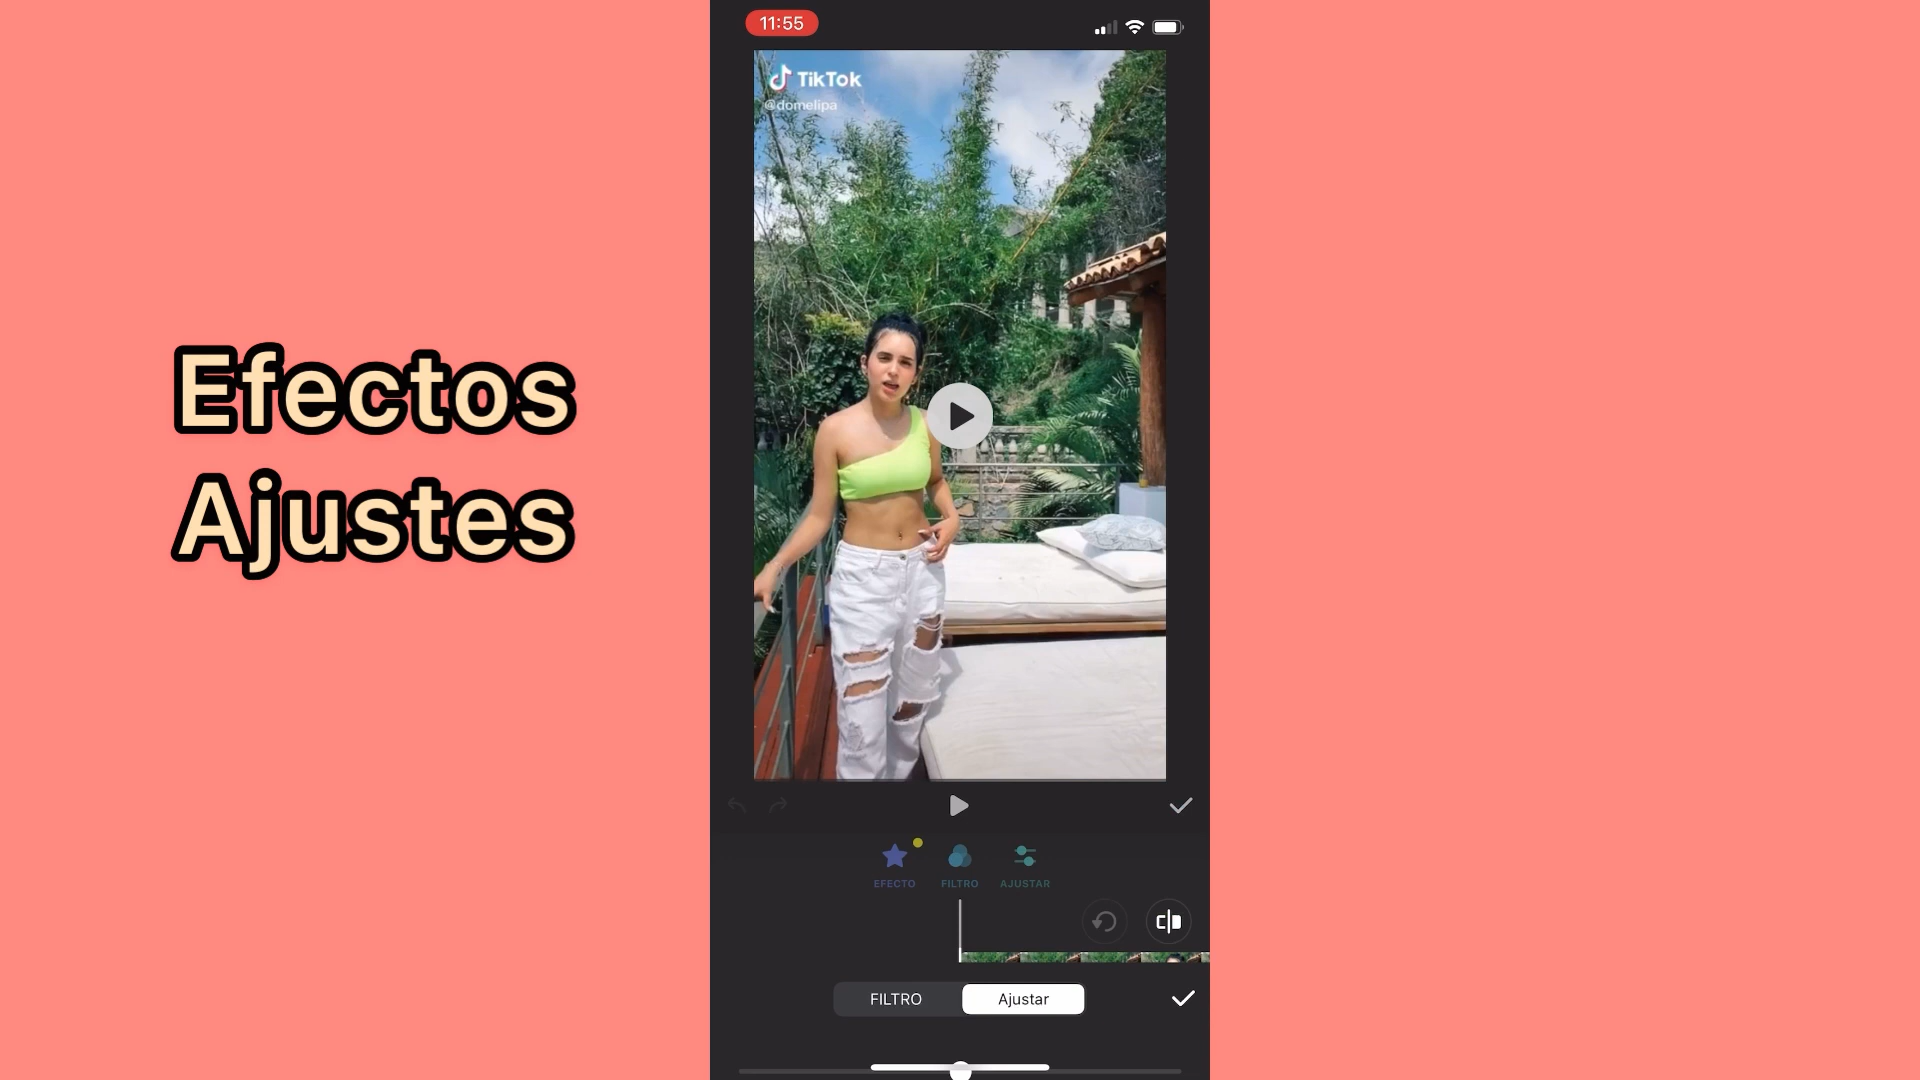 11:55
TikTok
@domelipa
Efectos
Ajustes
EFECTO
FILTRO
AJUSTAR
FILTRO
Ajustar